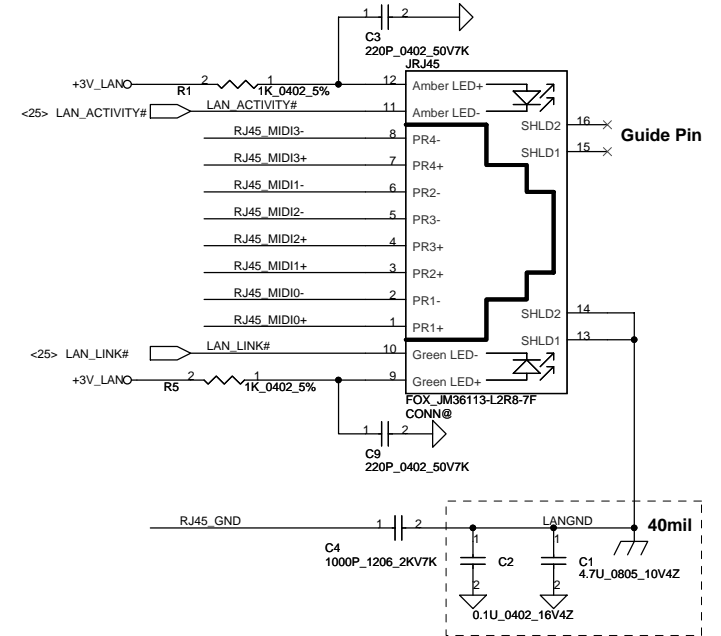 1 2
C3
220P_0402_50V7K
JRJ45
+3V_LAN 2 1 12 Amber LED+
R1 1K_0402_5%
<25> LAN_ACTIVITY# LAN_ACTIVITY# 11 Amber LED-
SHLD2 16
Guide Pin
RJ45_MIDI3- 8 PR4-
SHLD1 15
RJ45_MIDI3+ 7 PR4+
RJ45_MIDI1- 6 PR2-
RJ45_MIDI2- 5 PR3-
RJ45_MIDI2+ 4 PR3+
RJ45_MIDI1+ 3 PR2+
RJ45_MIDI0- 2 PR1-
SHLD2 14
RJ45_MIDI0+ 1 PR1+
SHLD1 13
<25> LAN_LINK# LAN_LINK# 10 Green LED-
+3V_LAN 2 1 9 Green LED+
R5 1K_0402_5%
FOX_JM36113-L2R8-7F
CONN@
1 2
C9
220P_0402_50V7K
RJ45_GND 1 2 LANGND 40mil
C4
1000P_1206_2KV7K
1 1
C2 C1
4.7U_0805_10V4Z
2 2
0.1U_0402_16V4Z